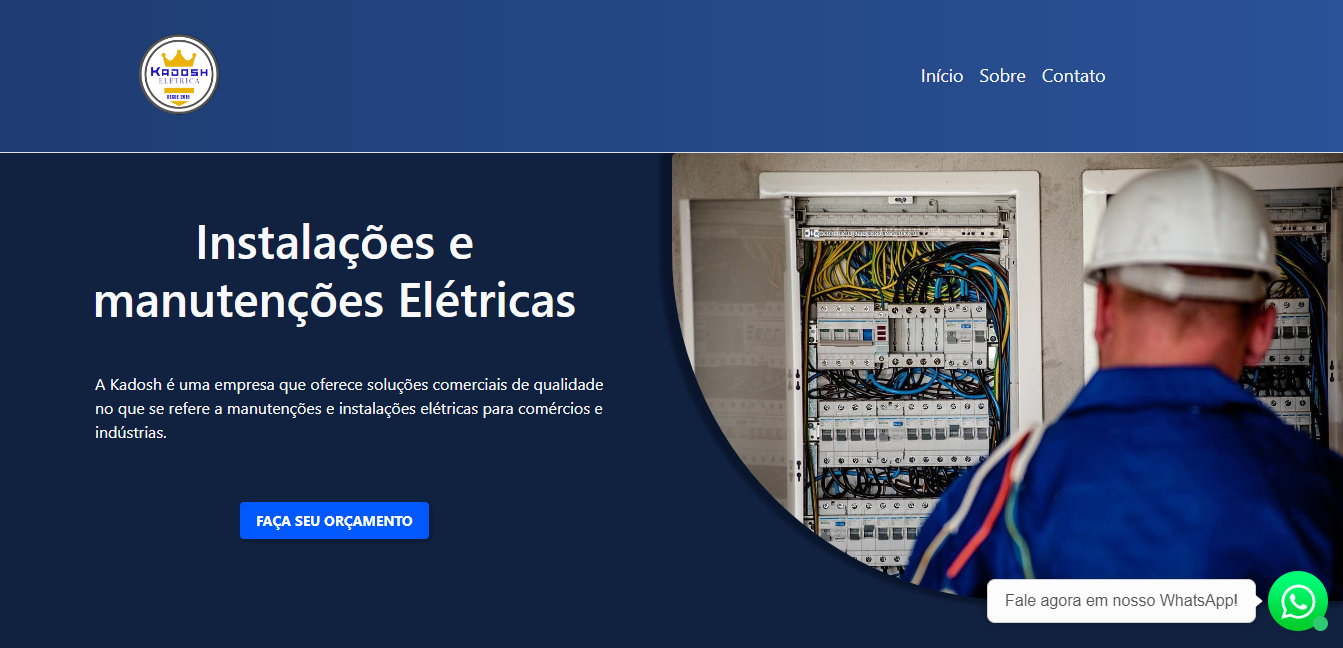 KADOSH
ELETRICA
DESDE 2015
Início Sobre Contato
Instalações e
manutenções Elétricas
A Kadosh é uma empresa que oferece soluções comerciais de qualidade
no que se refere a manutenções e instalações elétricas para comércios e
indústrias.
FAÇA SEU ORÇAMENTO
Fale agora em nosso WhatsApp!